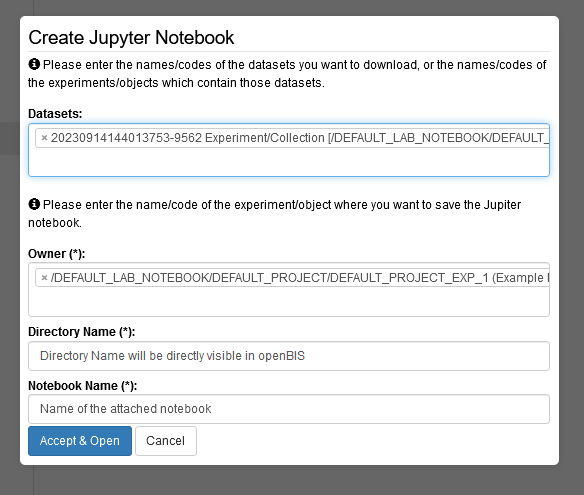 Create Jupyter Notebook
Please enter the names/codes of the datasets you want to download, or the names/codes of
the experiments/objects which contain those datasets.
Datasets:
× 20230914144013753-9562 Experiment/Collection [/DEFAULT_LAB_NOTEBOOK/DEFAULT_
Please enter the name/code of the experiment/object where you want to save the Jupiter
notebook.
Owner (*):
× /DEFAULT_LAB_NOTEBOOK/DEFAULT_PROJECT/DEFAULT_PROJECT_EXP_1 (Example
Directory Name (*):
Directory Name will be directly visible in openBIS
Notebook Name (*):
Name of the attached notebook
Accept & Open Cancel